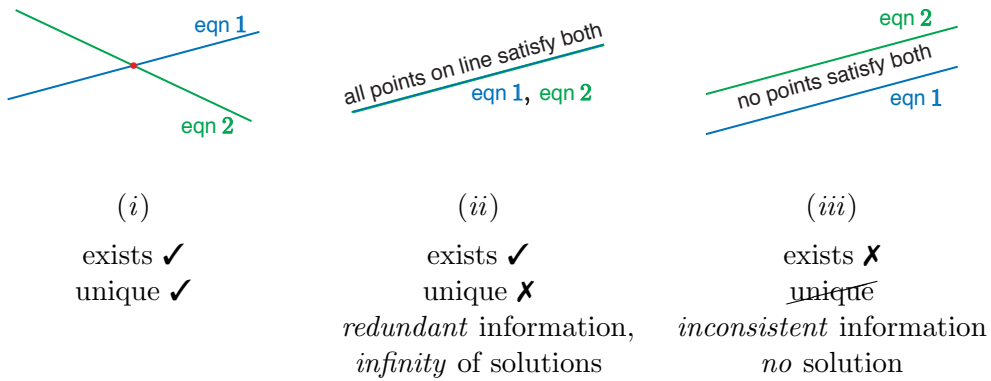 eqn 1
eqn 2
(i)
exists ✓
unique ✓
all points on line satisfy both
eqn 1, eqn 2
(ii)
exists ✓
unique ✗
redundant information,
infinity of solutions
eqn 2
no points satisfy both
eqn 1
(iii)
exists ✗
unique
inconsistent information
no solution